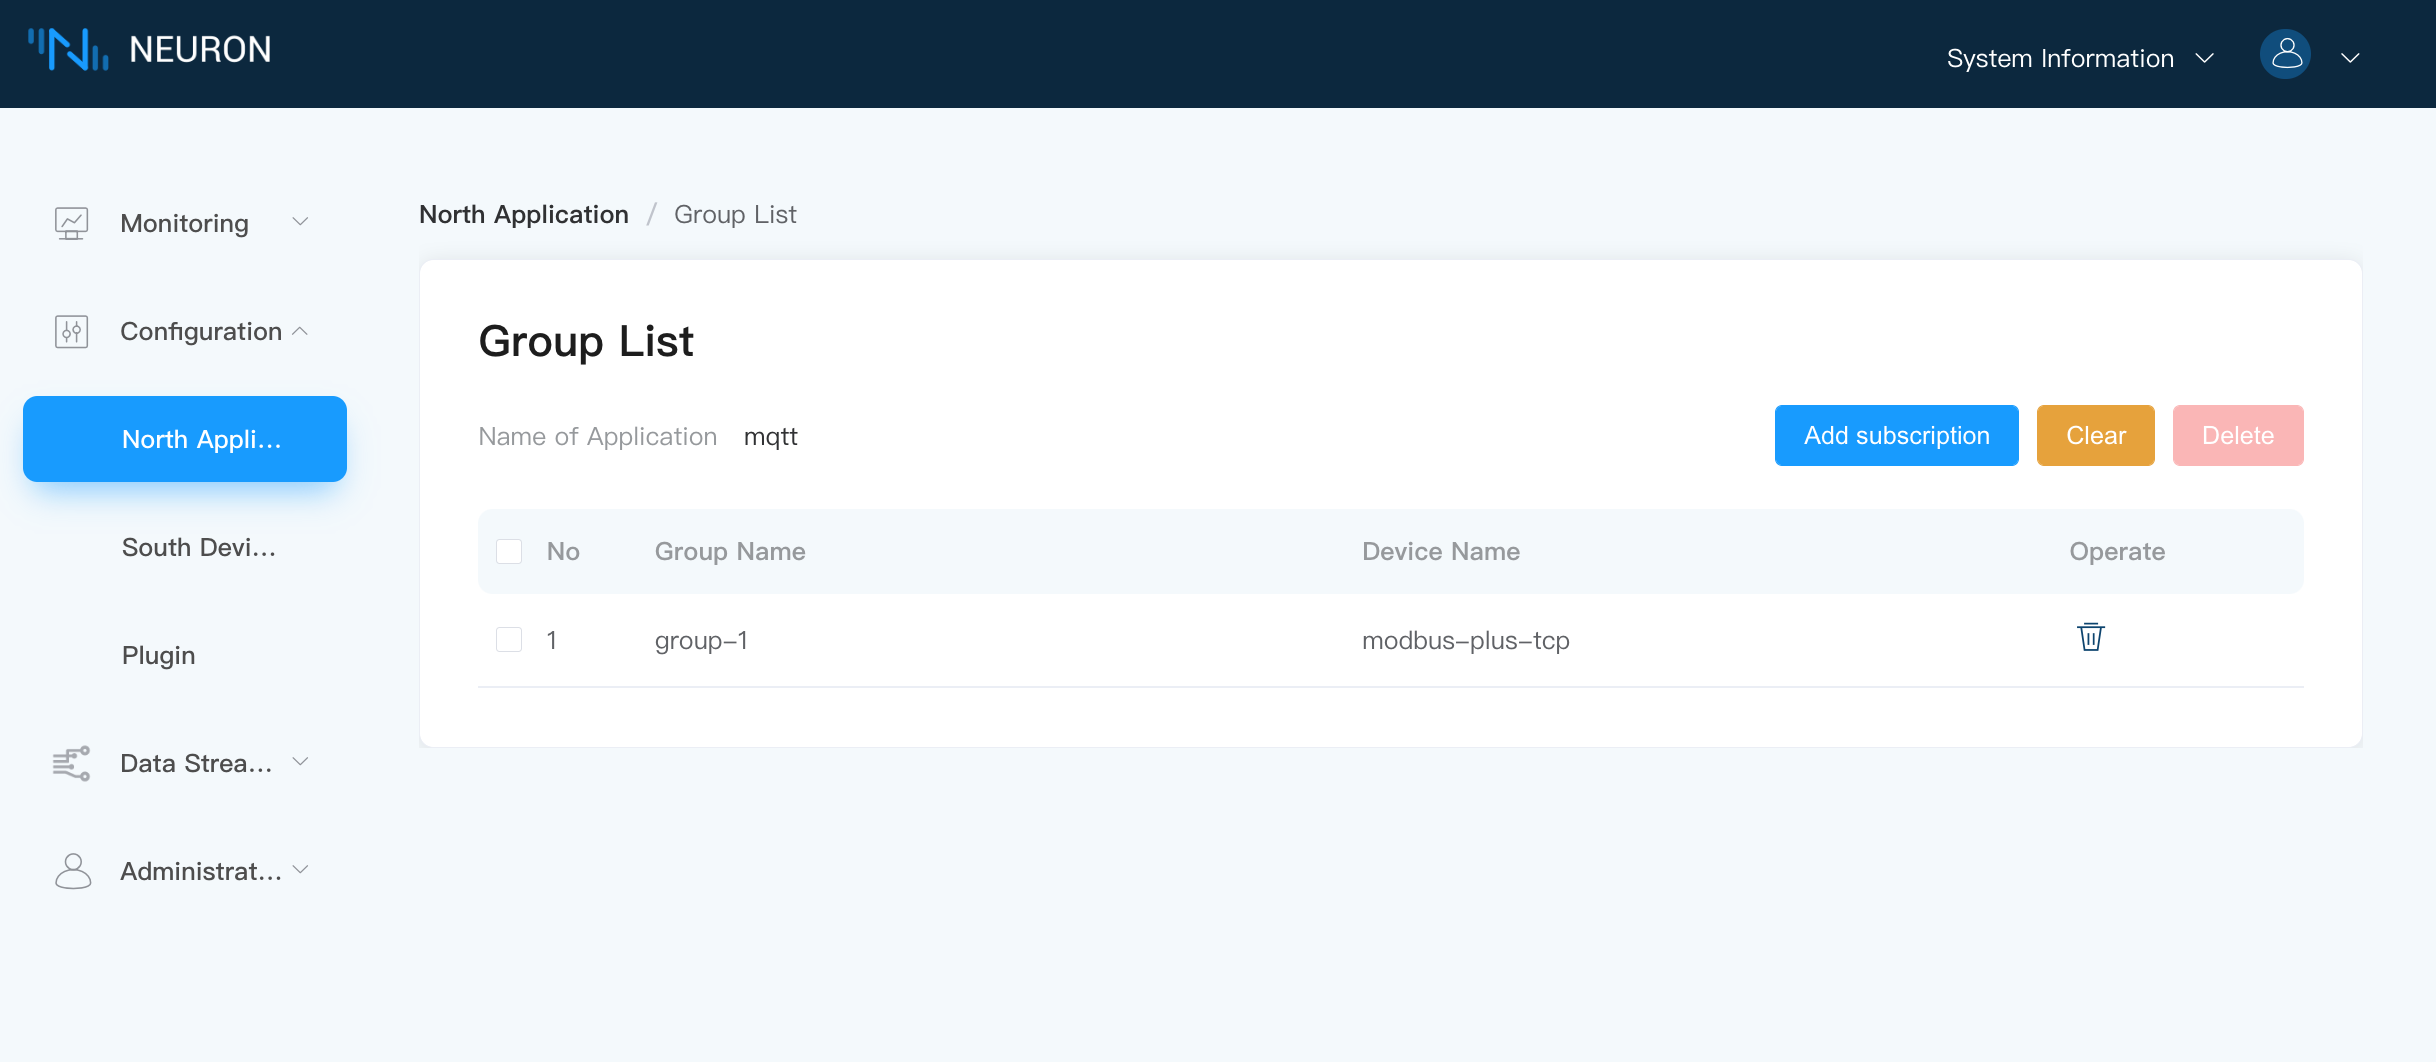 NEURON
System Information
Monitoring
Configuration
North Appli...
South Devi...
Plugin
Data Strea...
Administrat...
North Application / Group List
Group List
Name of Application mqtt
Add subscription Clear Delete
No Group Name Device Name Operate
1 group-1 modbus-plus-tcp